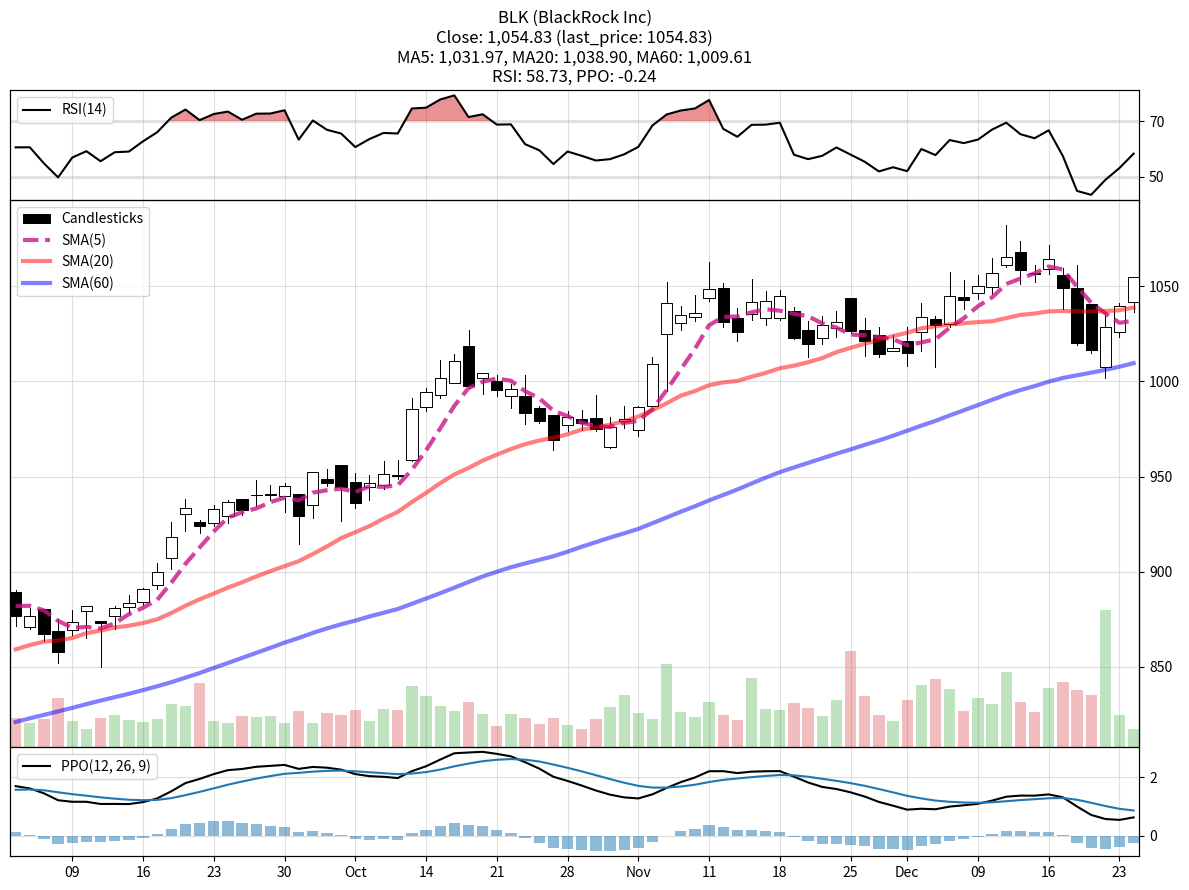 BLK (BlackRock Inc)
Close: 1,054.83 (last_price: 1054.83)
MA5: 1,031.97, MA20: 1,038.90, MA60: 1,009.61
RSI: 58.73, PPO: -0.24
RSI(14)
70
50
Candlesticks
SMA(5)
SMA(20)
SMA(60)
1050
1000
950
900
850
PPO(12, 26, 9)
2
0
09 16 23 30 Oct 14 21 28 Nov 11 18 25 Dec 09 16 23